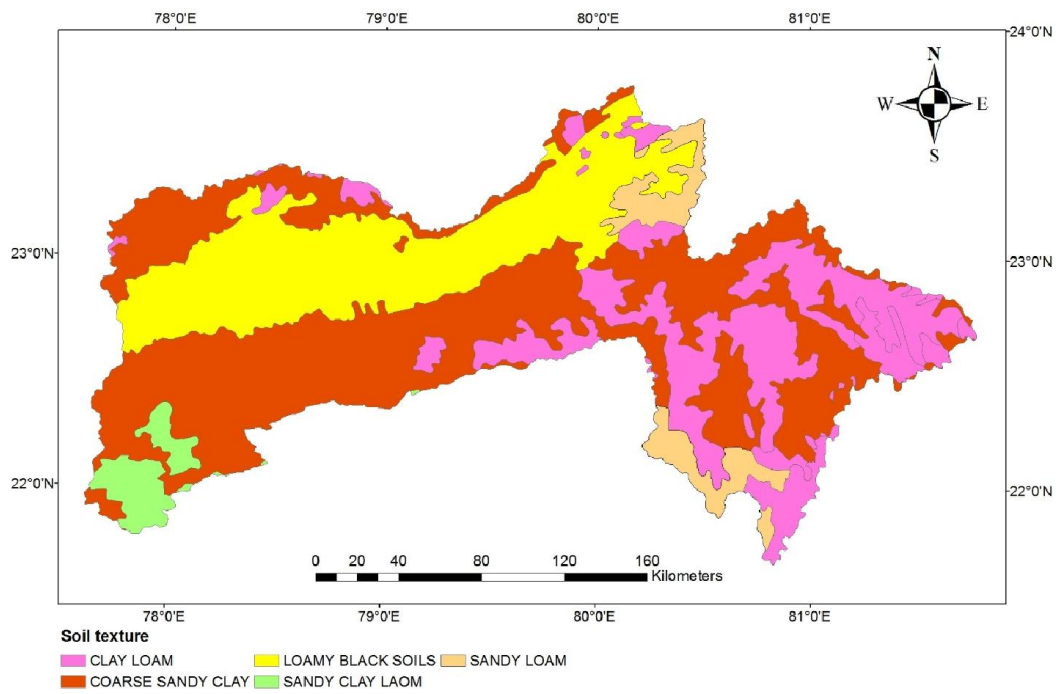 78°0'E 79°0'E 80°0'E 81°0'E
24°0'N
N
W E
S
23°0'N 23°0'N
22°0'N 22°0'N
0 20 40 80 120 160
Kilometers
78°0'E 79°0'E 80°0'E 81°0'E
Soil texture
CLAY LOAM LOAMY BLACK SOILS SANDY LOAM
COARSE SANDY CLAY SANDY CLAY LAOM